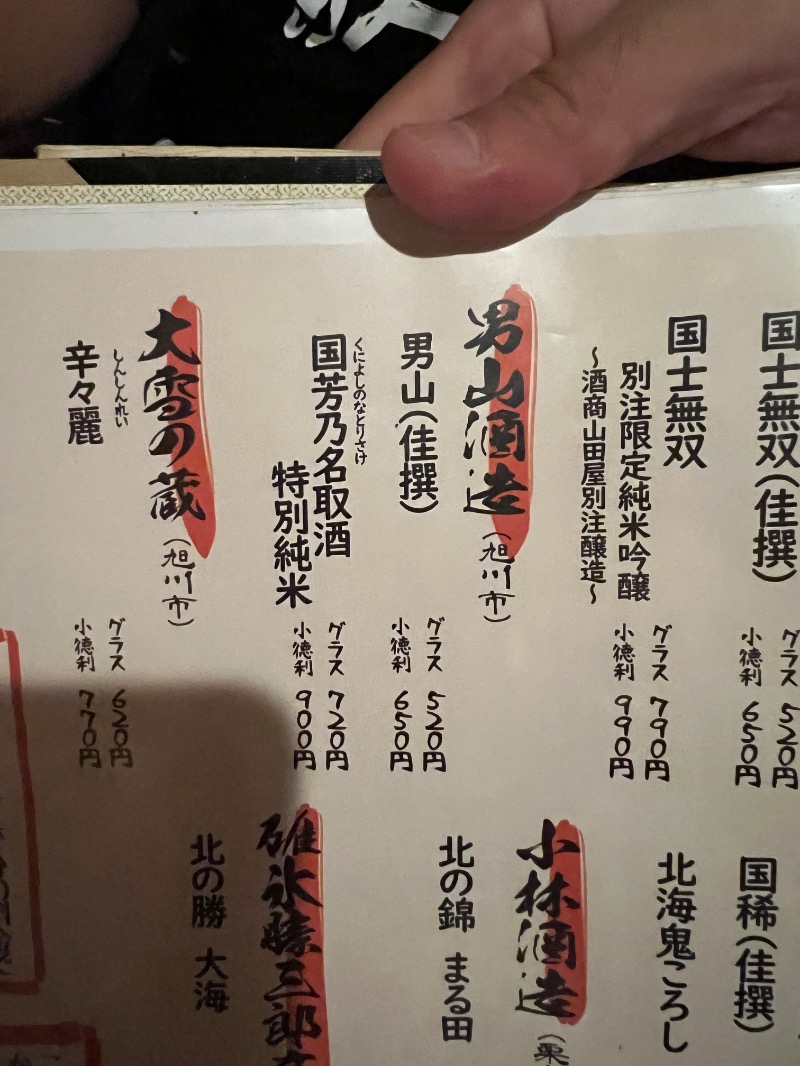 国士無双(佳撰)
グラス 520円
小徳利 650円
国士無双
別注限定純米吟醸
～酒商山田屋別注醸造～
グラス 790円
小徳利 990円
男山酒造(旭川市)
男山(佳撰)
グラス 520円
小徳利 650円
くによしのなとりさけ
国芳乃名取酒
特別純米
グラス 720円
小徳利 900円
大雪の蔵(旭川市)
しんしんれい
辛々麗
グラス 620円
小徳利 770円
国稀(佳撰)
北海鬼ころし
小林酒造(栗
北の錦 まる田
碓氷勝三郎
北の勝 大海